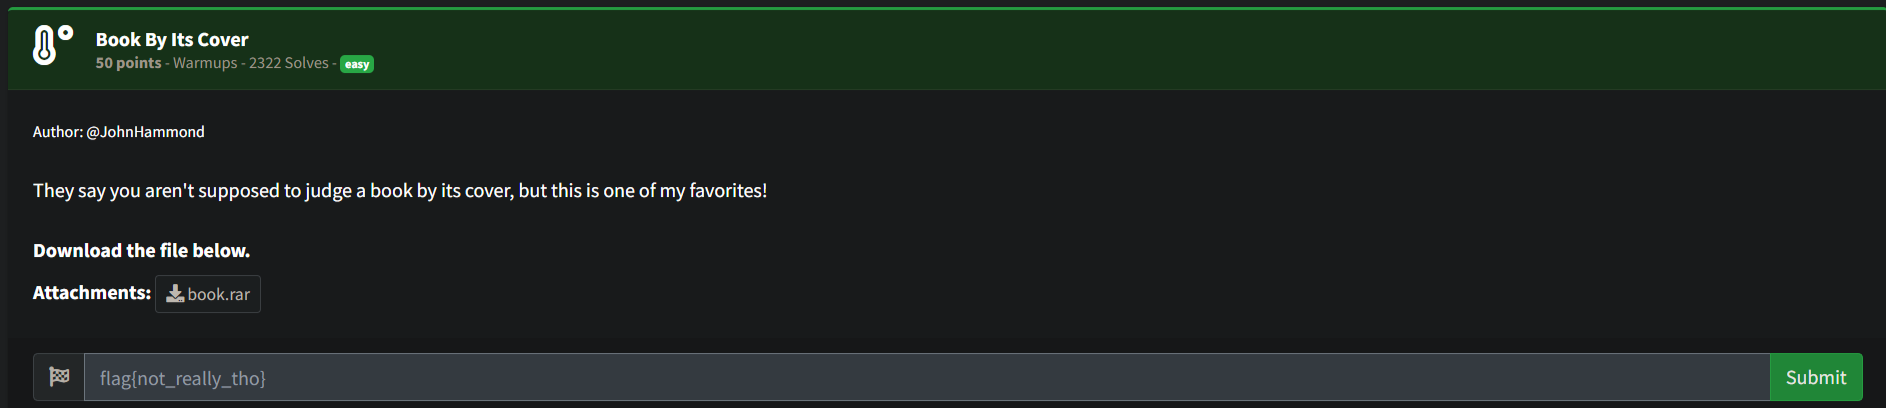 Book By Its Cover
50 points - Warmups - 2322 Solves - easy
Author: @JohnHammond
They say you aren't supposed to judge a book by its cover, but this is one of my favorites!
Download the file below.
Attachments: book.rar
flag{not_really_tho} Submit